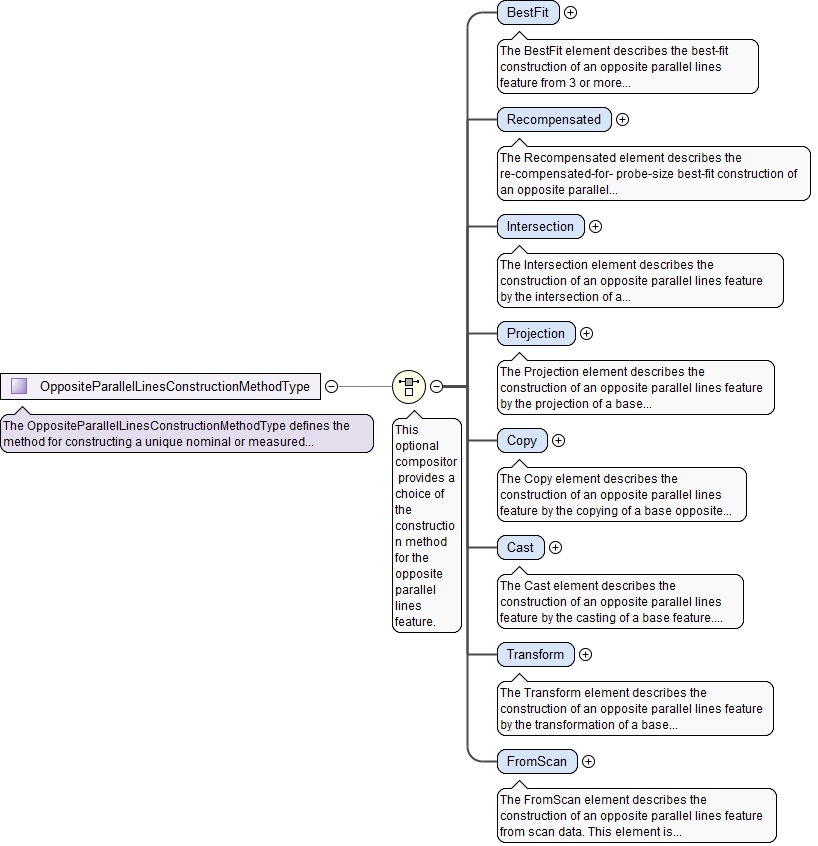 BestFit
The BestFit element describes the best-fit
construction of an opposite parallel lines
feature from 3 or more...
Recompensated
The Recompensated element describes the
re-compensated-for- probe-size best-fit construction of
an opposite parallel...
Intersection
The Intersection element describes the
construction of an opposite parallel lines feature
by the intersection of a...
Projection
The Projection element describes the
construction of an opposite parallel lines feature
by the projection of a base...
OppositeParallelLinesConstructionMethodType
The OppositeParallelLinesConstructionMethodType defines the
method for constructing a unique nominal or measured...
This
optional
compositor
provides a
choice of
the
constructio
n method
for the
opposite
parallel
lines
feature.
Copy
The Copy element describes the
construction of an opposite parallel lines
feature by the copying of a base opposite...
Cast
The Cast element describes the
construction of an opposite parallel lines
feature by the casting of a base feature....
Transform
The Transform element describes the
construction of an opposite parallel lines feature
by the transformation of a base...
FromScan
The FromScan element describes the
construction of an opposite parallel lines feature
from scan data. This element is...